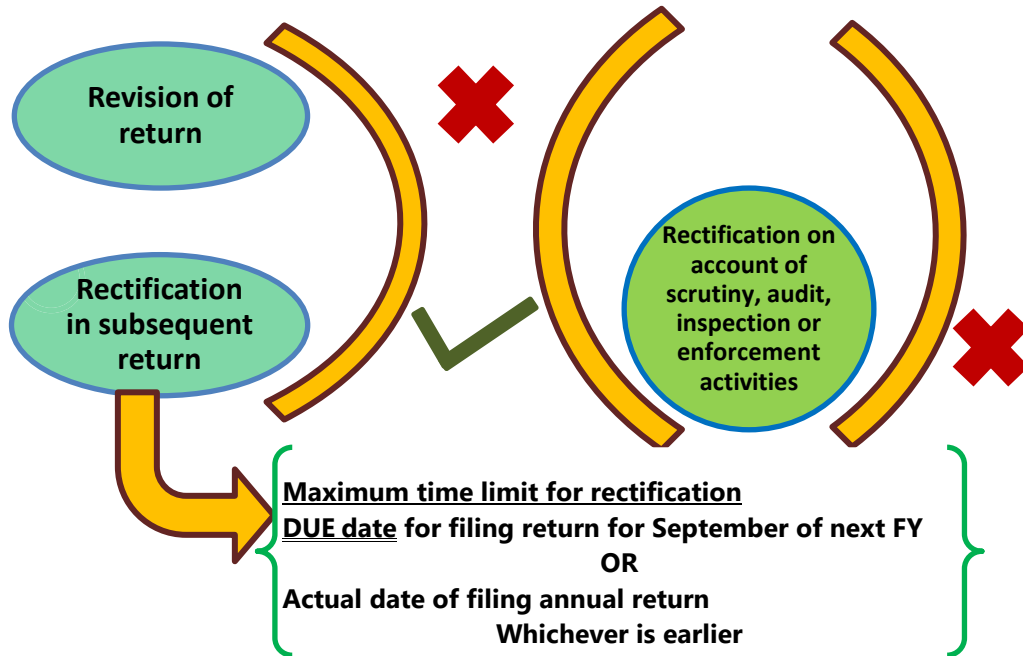 Revision of
return
Rectification
in subsequent
return
Rectification on
account of
scrutiny, audit,
inspection or
enforcement
activities
Maximum time limit for rectification
DUE date for filing return for September of next FY
OR
Actual date of filing annual return
Whichever is earlier